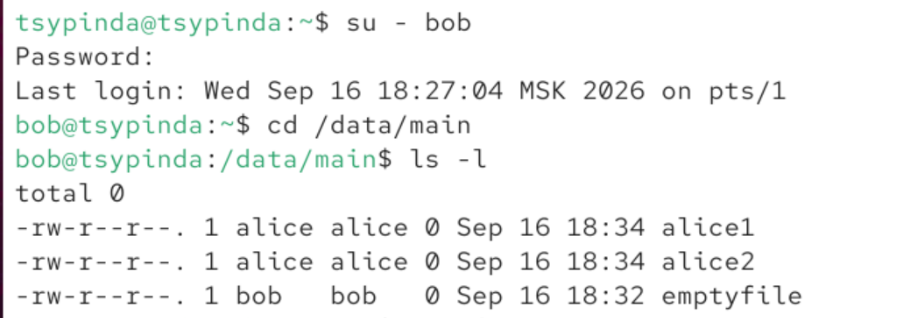 tsypinda@tsypinda:~$ su - bob
Password:
Last login: Wed Sep 16 18:27:04 MSK 2026 on pts/1
bob@tsypinda:~$ cd /data/main
bob@tsypinda:/data/main$ ls -l
total 0
-rw-r--r--. 1 alice alice 0 Sep 16 18:34 alice1
-rw-r--r--. 1 alice alice 0 Sep 16 18:34 alice2
-rw-r--r--. 1 bob   bob   0 Sep 16 18:32 emptyfile